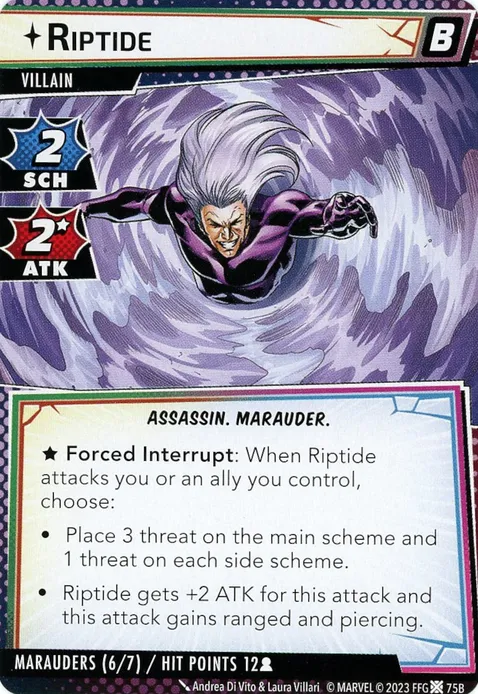 RIPTIDE
B
VILLAIN
2
SCH
2★
ATK
ASSASSIN. MARAUDER.
★ Forced Interrupt: When Riptide
attacks you or an ally you control,
choose:
• Place 3 threat on the main scheme and
1 threat on each side scheme.
• Riptide gets +2 ATK for this attack and
this attack gains ranged and piercing.
MARAUDERS (6/7) / HIT POINTS 12
Andrea Di Vito & Laura Villari. © MARVEL © 2023 FFG 75B